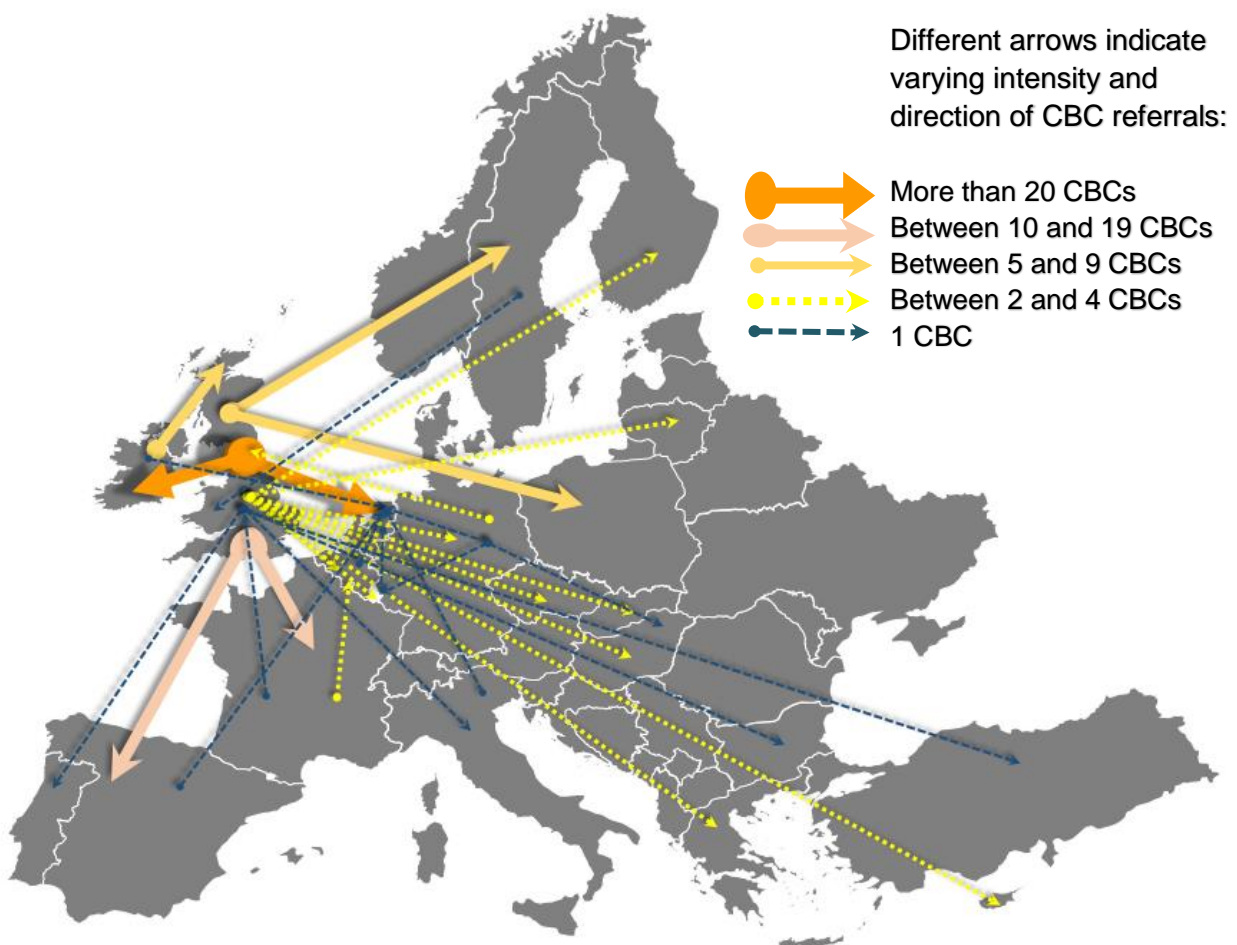 Different arrows indicate
varying intensity and
direction of CBC referrals:
More than 20 CBCs
Between 10 and 19 CBCs
Between 5 and 9 CBCs
Between 2 and 4 CBCs
1 CBC